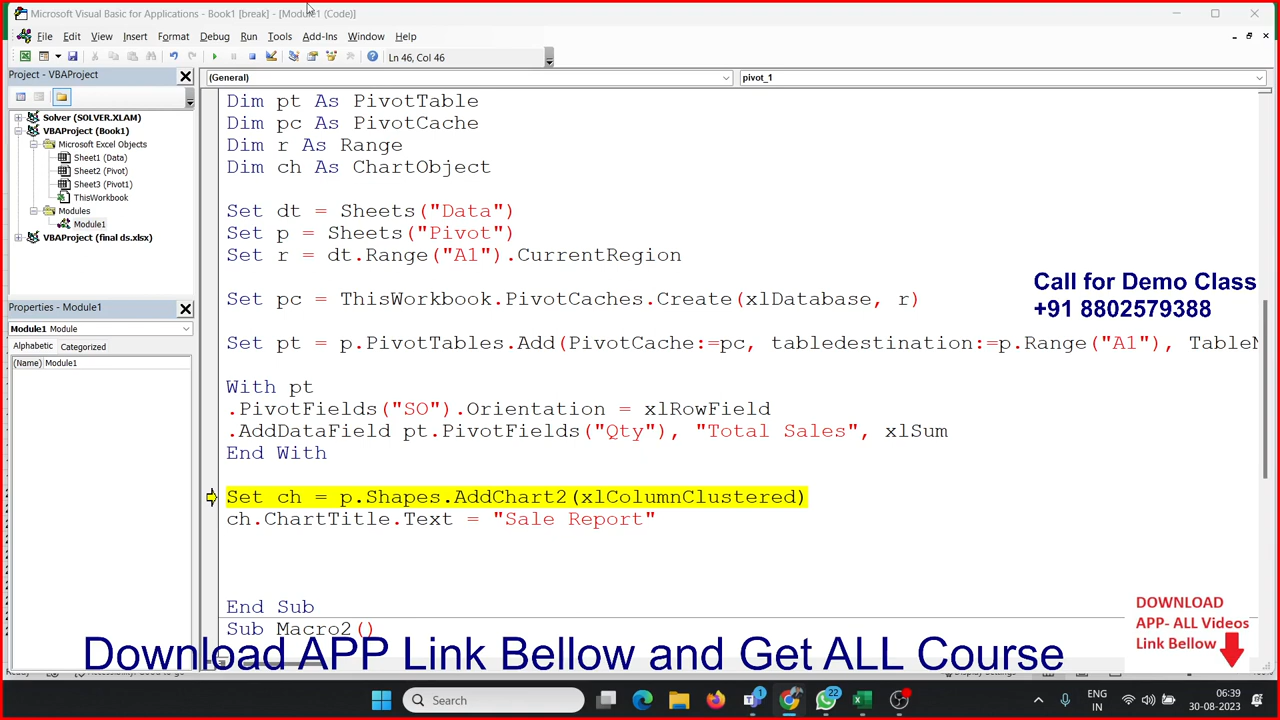 Microsoft Visual Basic for Applications - Book1 [break] - [Module1 (Code)]
File Edit View Insert Format Debug Run Tools Add-Ins Window Help
Ln 46, Col 46
Project - VBAProject
(General)
pivot_1
Solver (SOLVER.XLAM)
VBAProject (Book1)
Microsoft Excel Objects
Sheet1 (Data)
Sheet2 (Pivot)
Sheet3 (Pivot1)
ThisWorkbook
Modules
Module1
VBAProject (final ds.xlsx)
Properties - Module1
Module1 Module
Alphabetic Categorized
(Name) Module1
Dim pt As PivotTable
Dim pc As PivotCache
Dim r As Range
Dim ch As ChartObject
Set dt = Sheets("Data")
Set p = Sheets("Pivot")
Set r = dt.Range("A1").CurrentRegion
Set pc = ThisWorkbook.PivotCaches.Create(xlDatabase, r)
Set pt = p.PivotTables.Add(PivotCache:=pc, tabledestination:=p.Range("A1"), TableN
With pt
.PivotFields("SO").Orientation = xlRowField
.AddDataField pt.PivotFields("Qty"), "Total Sales", xlSum
End With
Set ch = p.Shapes.AddChart2(xlColumnClustered)
ch.ChartTitle.Text = "Sale Report"
End Sub
Sub Macro2()
Call for Demo Class
+91 8802579388
DOWNLOAD
APP- ALL Videos
Link Bellow
Download APP Link Bellow and Get ALL Course
Search
1
22
ENG
IN
06:39
30-08-2023